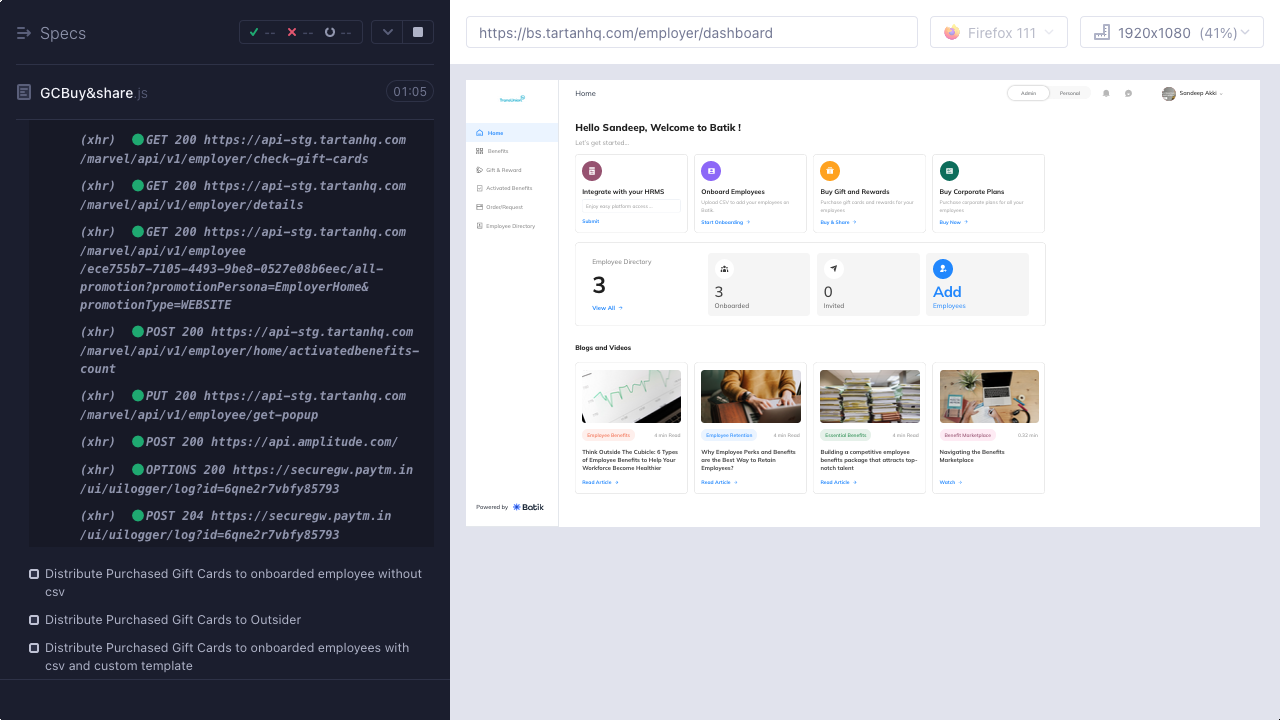 Specs
--
--
--
GCBuy&share.js
01:05
(xhr) GET 200 https://api-stg.tartanhq.com
/marvel/api/v1/employer/check-gift-cards
(xhr) GET 200 https://api-stg.tartanhq.com
/marvel/api/v1/employer/home
(xhr) GET 200 https://api-stg.tartanhq.com
/marvel/api/v1/employee
/ec e75577-7213-4493-9be8-0527e08b6eec/all-
promotion?promotionPersona=EmployerHome&
promotionType=WEBSITE
(xhr) POST 200 https://api-stg.tartanhq.com
/marvel/api/v1/employer/home/activatedbenefits-
count
(xhr) PUT 200 https://api-stg.tartanhq.com
/marvel/api/v1/employee/set-popup
(xhr) POST 200 https://api.amplitude.com/
(xhr) OPTIONS 200 https://securegw.paytm.in
/ui/uilogger/log?id=6qne2r7vbfy85793
(xhr) POST 204 https://securegw.paytm.in
/ui/uilogger/log?id=6qne2r7vbfy85793
Distribute Purchased Gift Cards to onboarded employee without
csv
Distribute Purchased Gift Cards to Outsider
Distribute Purchased Gift Cards to onboarded employees with
csv and custom template
https://bs.tartanhq.com/employer/dashboard
Firefox 111
1920x1080 (41%)
Home
Admin
Personal
Sandeep Akki
Home
Benefits
Gift & Reward
Activated Benefits
Order/Request
Employee Directory
Powered by Batik
Hello Sandeep, Welcome to Batik !
Let's get started...
Integrate with your HRMS
Enjoy easy platform access ...
Submit
Onboard Employees
Upload CSV to add your employees on
Batik
Start Onboarding
Buy Gift and Rewards
Purchase gift cards and rewards for your
employees
Buy & Share
Buy Corporate Plans
Purchase corporate plans for all your
employees
Buy Now
Employee Directory
3
View All
3
Onboarded
0
Invited
Add
Employees
Blogs and Videos
Employee Benefits
4 min Read
Think Outside The Cubicle: 6 Types
of Employee Benefits to Help Your
Workforce Become Healthier
Read Article
Employee Retention
4 min Read
Why Employee Perks and Benefits
are the Best Way to Retain
Employees?
Read Article
Essential Benefits
4 min Read
Building a competitive employee
benefits package that attracts top-
notch talent
Read Article
Benefit Marketplace
0:32 min
Navigating the Benefits
Marketplace
Watch